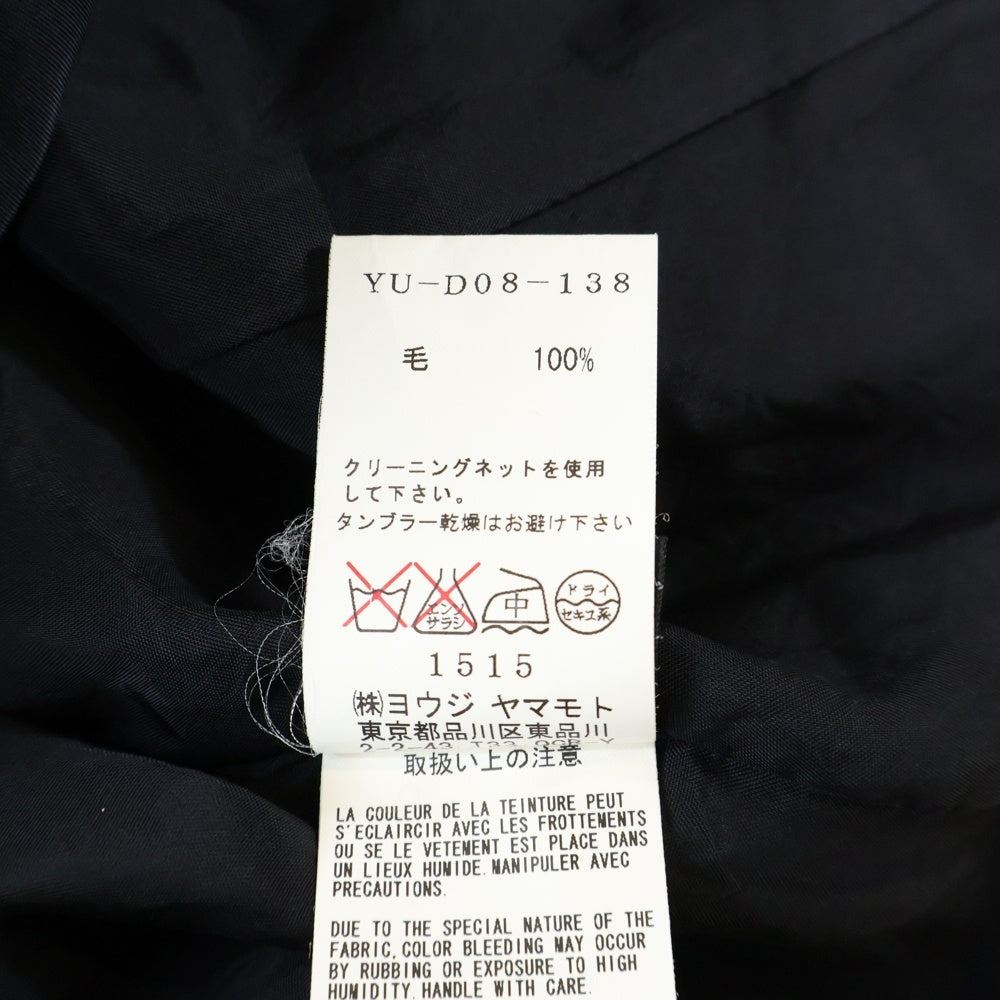 YU-D08-138
毛 100%
クリーニングネットを使用
して下さい。
タンブラー乾燥はお避け下さい
エンソ
サラシ
中
ドライ
セキユ系
1515
㈱ヨウジ ヤマモト
東京都品川区東品川
2-2-43 T33
取扱い上の注意
LA COULEUR DE LA TEINTURE PEUT
S'ECLAIRCIR AVEC LES FROTTEMENTS
OU SE LE VETEMENT EST PLACE DANS
UN LIEUX HUMIDE.MANIPULER AVEC
PRECAUTIONS.
DUE TO THE SPECIAL NATURE OF THE
FABRIC,COLOR BLEEDING MAY OCCUR
BY RUBBING OR EXPOSURE TO HIGH
HUMIDITY.HANDLE WITH CARE.